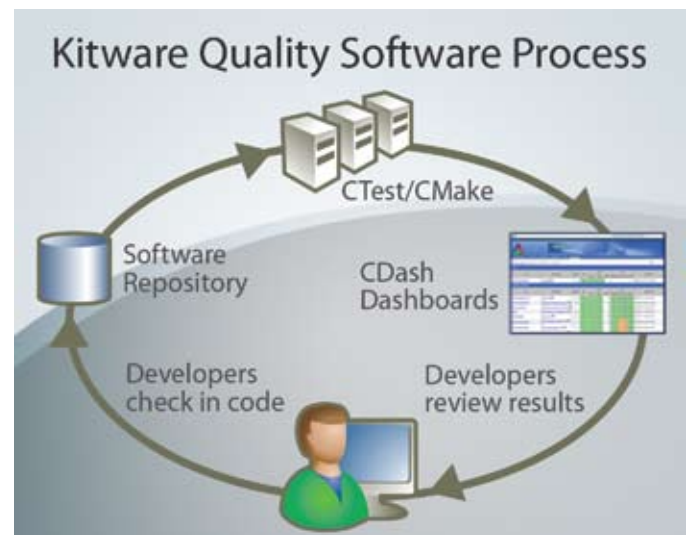 Kitware Quality Software Process
CTest/CMake
Software
Repository
CDash
Dashboards
Developers
check in code
Developers
review results